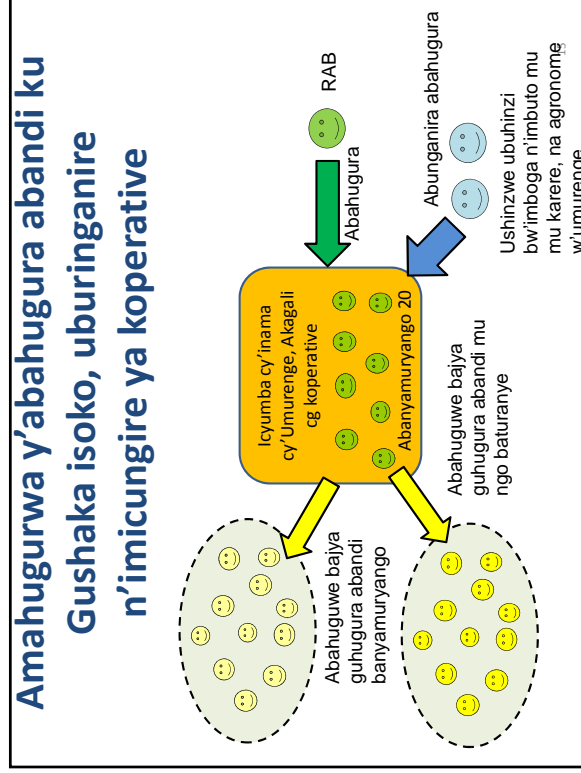 Amahugurwa y'abahugura abandi ku
Gushaka isoko, uburinganire
n'imicungire ya koperative
RAB
Abahugura
Abunganira abahugura
Ushinzwe ubuhinzi
bw'imboga n'imbuto mu
mu karere, na agronome
w'umurenge
Icyumba cy'inama
cy'Umurenge, Akagali
cg koperative
Abanyamuryango 20
Abahuguwe bajya
guhugura abandi
banyamuryango
Abahuguwe bajya
guhugura abandi mu
ngo baturanye
13